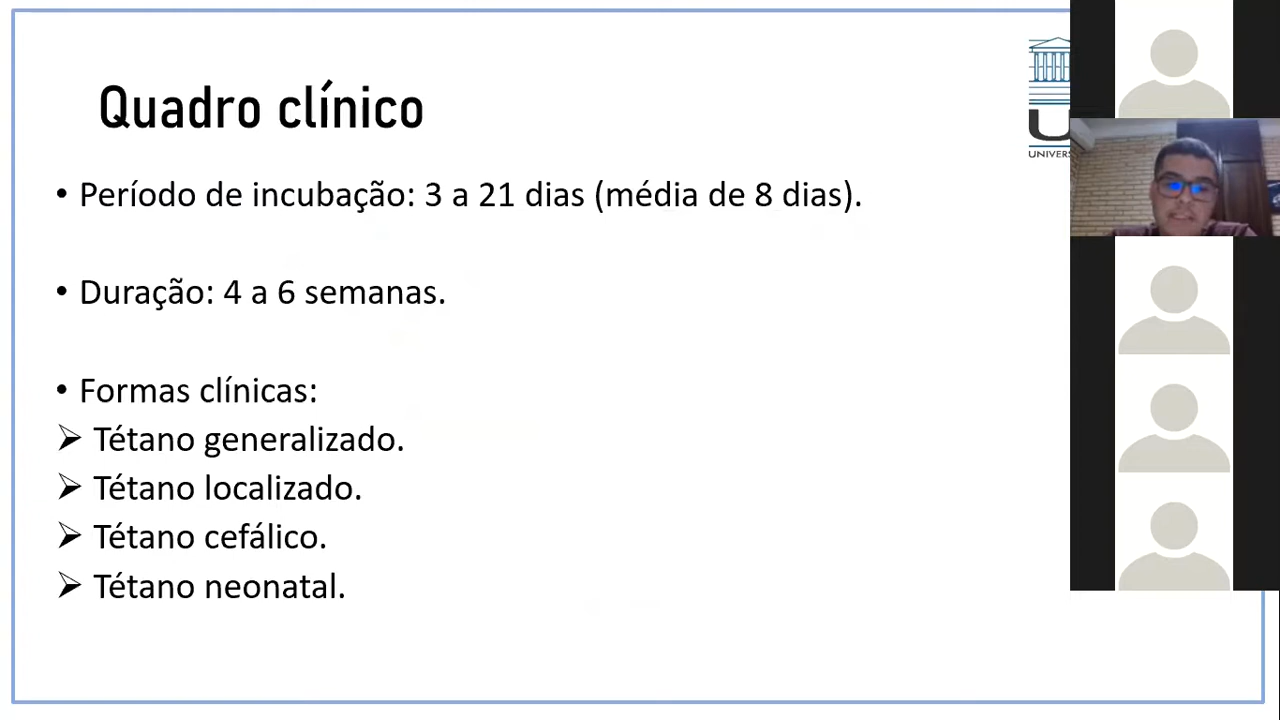 Quadro clínico
• Período de incubação: 3 a 21 dias (média de 8 dias).
• Duração: 4 a 6 semanas.
• Formas clínicas:
➢ Tétano generalizado.
➢ Tétano localizado.
➢ Tétano cefálico.
➢ Tétano neonatal.